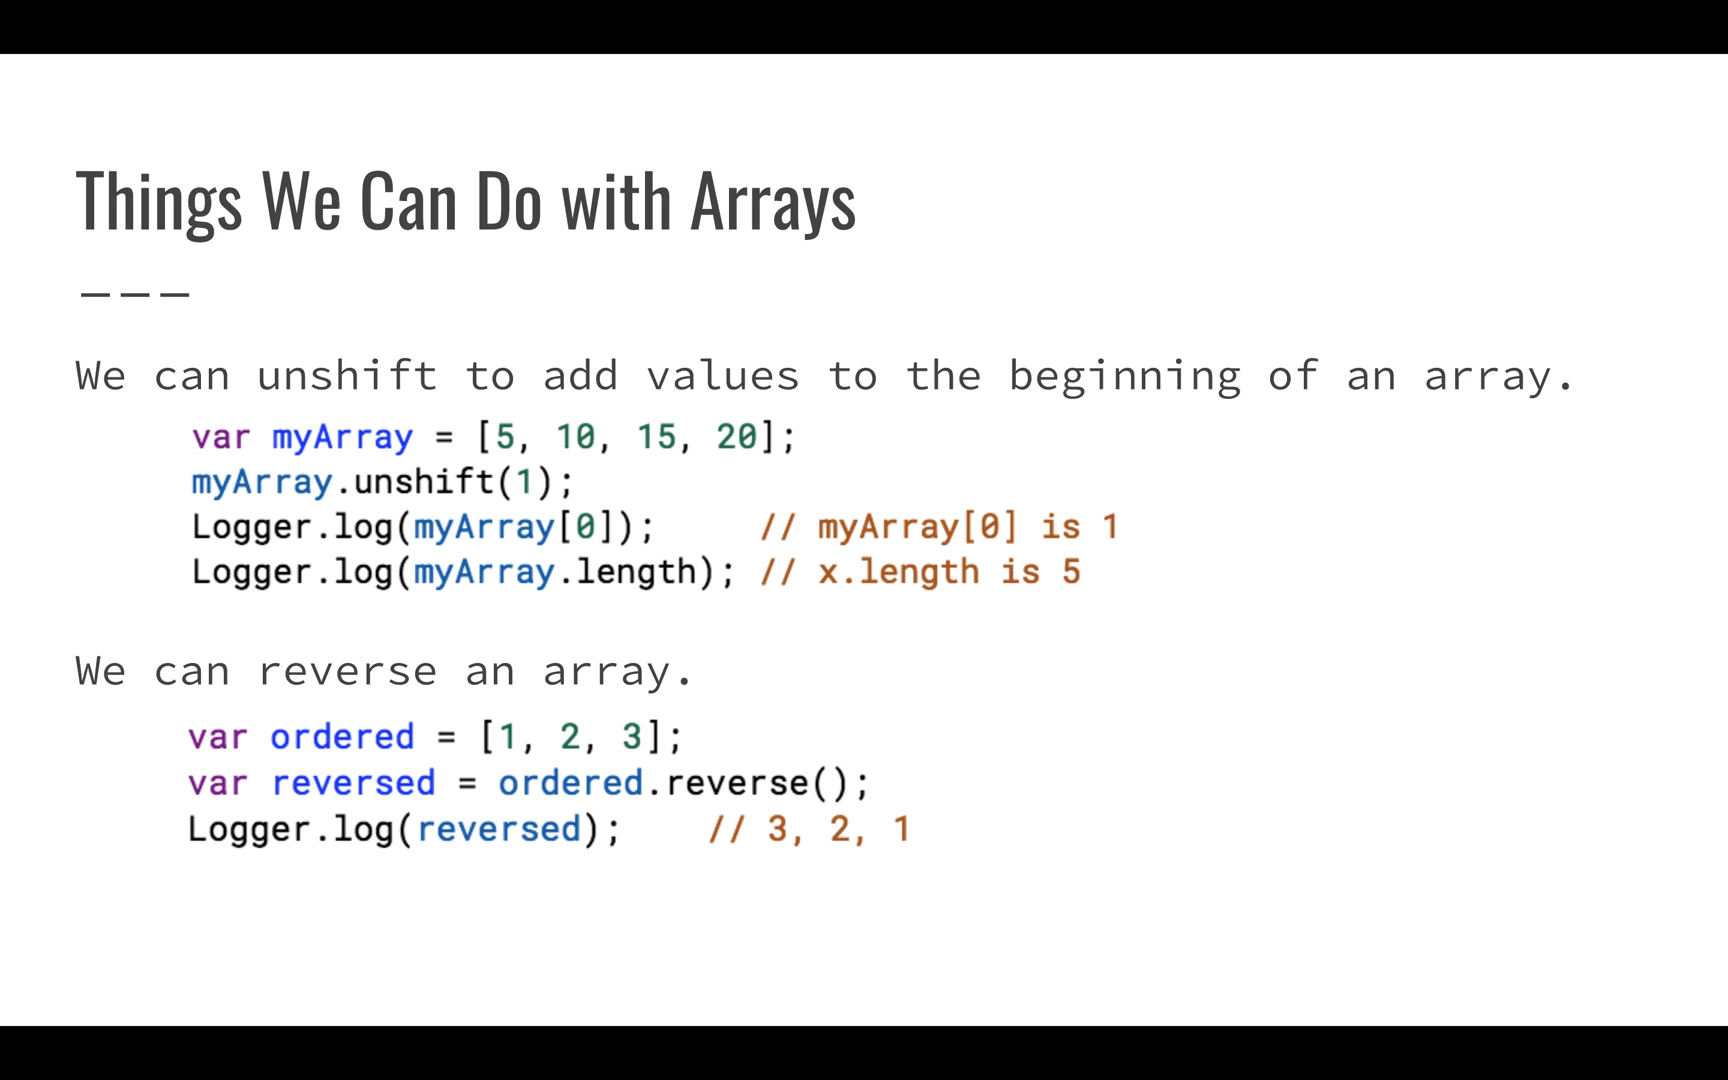 Things We Can Do with Arrays
———
We can unshift to add values to the beginning of an array.
var myArray = [5, 10, 15, 20];
myArray.unshift(1);
Logger.log(myArray[0]); // myArray[0] is 1
Logger.log(myArray.length); // x.length is 5
We can reverse an array.
var ordered = [1, 2, 3];
var reversed = ordered.reverse();
Logger.log(reversed); // 3, 2, 1